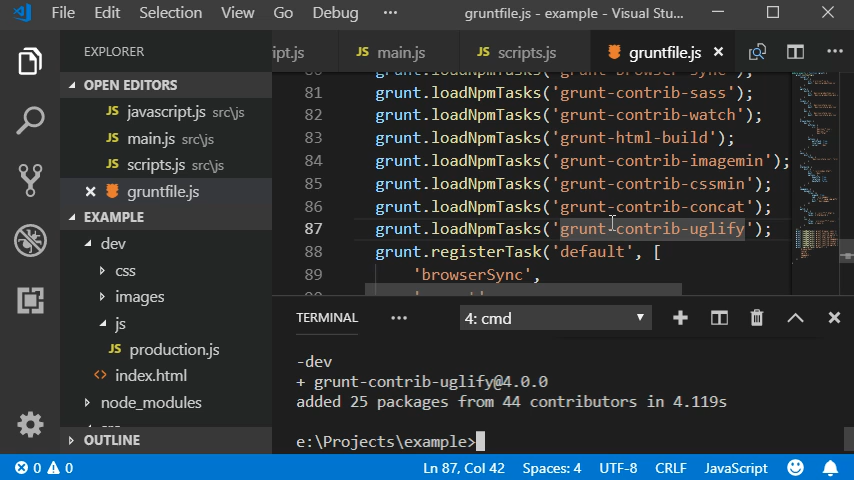 File Edit Selection View Go Debug ··· gruntfile.js - example - Visual Stu...
EXPLORER
ipt.js JS main.js JS scripts.js gruntfile.js
OPEN EDITORS
JS javascript.js src\js
JS main.js src\js
JS scripts.js src\js
gruntfile.js
EXAMPLE
dev
css
images
js
JS production.js
<> index.html
node_modules
OUTLINE
80 grunt.loadNpmTasks('grunt-browser-sync');
81 grunt.loadNpmTasks('grunt-contrib-sass');
82 grunt.loadNpmTasks('grunt-contrib-watch');
83 grunt.loadNpmTasks('grunt-html-build');
84 grunt.loadNpmTasks('grunt-contrib-imagemin');
85 grunt.loadNpmTasks('grunt-contrib-cssmin');
86 grunt.loadNpmTasks('grunt-contrib-concat');
87 grunt.loadNpmTasks('grunt-contrib-uglify');
88 grunt.registerTask('default', [
89 'browserSync',
TERMINAL ··· 4: cmd
-dev
+ grunt-contrib-uglify@4.0.0
added 25 packages from 44 contributors in 4.119s
e:\Projects\example>
0 0 Ln 87, Col 42 Spaces: 4 UTF-8 CRLF JavaScript